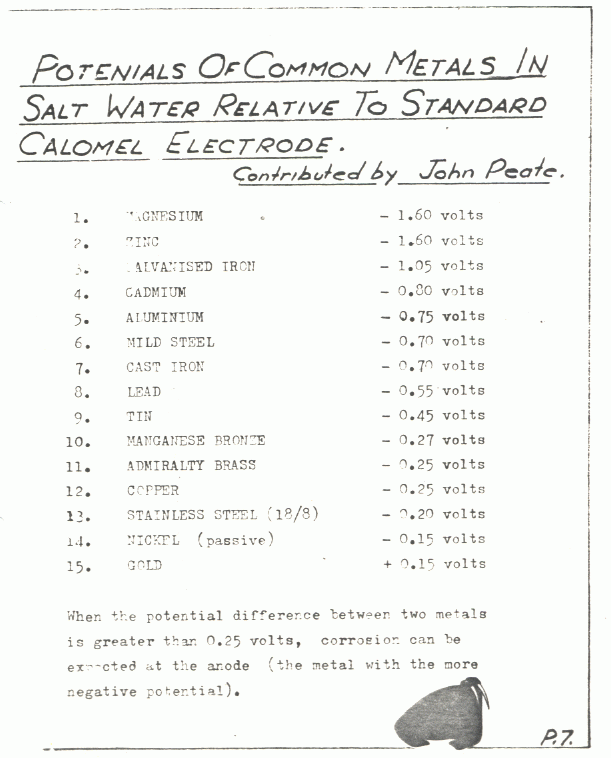 POTENIALS OF COMMON METALS IN
SALT WATER RELATIVE TO STANDARD
CALOMEL ELECTRODE.
Contributed by John Peate.
1. MAGNESIUM - 1.60 volts
2. ZINC - 1.60 volts
3. GALVANISED IRON - 1.05 volts
4. CADMIUM - 0.80 volts
5. ALUMINIUM - 0.75 volts
6. MILD STEEL - 0.70 volts
7. CAST IRON - 0.70 volts
8. LEAD - 0.55 volts
9. TIN - 0.45 volts
10. MANGANESE BRONZE - 0.27 volts
11. ADMIRALTY BRASS - 0.25 volts
12. COPPER - 0.25 volts
13. STAINLESS STEEL (18/8) - 0.20 volts
14. NICKEL (passive) - 0.15 volts
15. GOLD + 0.15 volts
When the potential difference between two metals
is greater than 0.25 volts, corrosion can be
expected at the anode (the metal with the more
negative potential).
P.7.